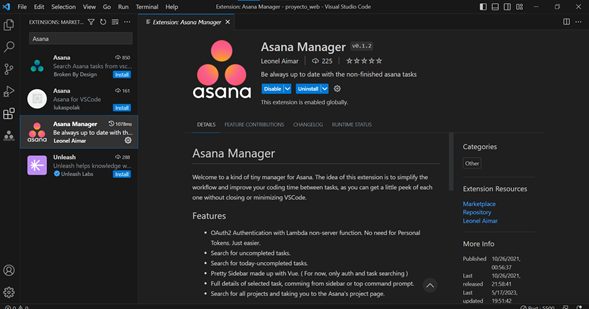 File Edit Selection View Go Run Terminal Help
Extension: Asana Manager - proyecto_web - Visual Studio Code
EXTENSIONS: MARKET...
Asana
Asana 850
Search Asana tasks from vsc...
Broken By Design Install
Asana 163
Asana for VSCode
lukaspolak Install
Asana Manager 1078ms
Be always up to date with th...
Leonel Aimar
Unleash 288
Unleash helps knowledge w...
Unleash Labs Install
Extension: Asana Manager
asana
Asana Manager v0.1.2
Leonel Aimar 225
Be always up to date with the non-finished asana tasks
Disable Uninstall
This extension is enabled globally.
DETAILS FEATURE CONTRIBUTIONS CHANGELOG RUNTIME STATUS
Asana Manager
Welcome to a kind of tiny manager for Asana. The idea of this extension is to simplify the
workflow and improve your coding time between tasks, as you can get a little peek of each
one without closing or minimizing VSCode.
Features
• OAuth2 Authentication with Lambda non-server function. No need for Personal
Tokens. Just easier.
• Search for uncompleted tasks.
• Search for today-uncompleted tasks.
• Pretty Sidebar made up with Vue. ( For now, only auth and task searching )
• Full details of selected task, comming from sidebar or top command prompt.
• Search for all projects and taking you to the Asana's project page.
Categories
Other
Extension Resources
Marketplace
Repository
Leonel Aimar
More Info
Published 10/26/2021,
00:56:37
Last 10/26/2021,
released 21:58:41
Last 5/17/2023,
updated 19:51:42